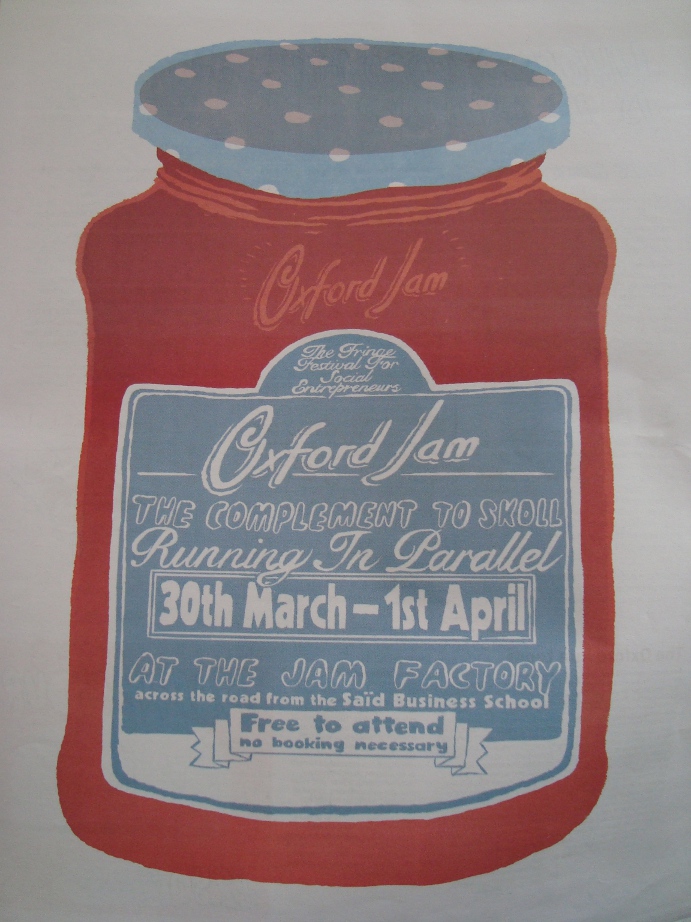 Oxford Jam
The Fringe
Festival For
Social
Entrepreneurs
Oxford Jam
THE COMPLEMENT TO SKOLL
Running In Parallel
30th March – 1st April
AT THE JAM FACTORY
across the road from the Saïd Business School
Free to attend
no booking necessary